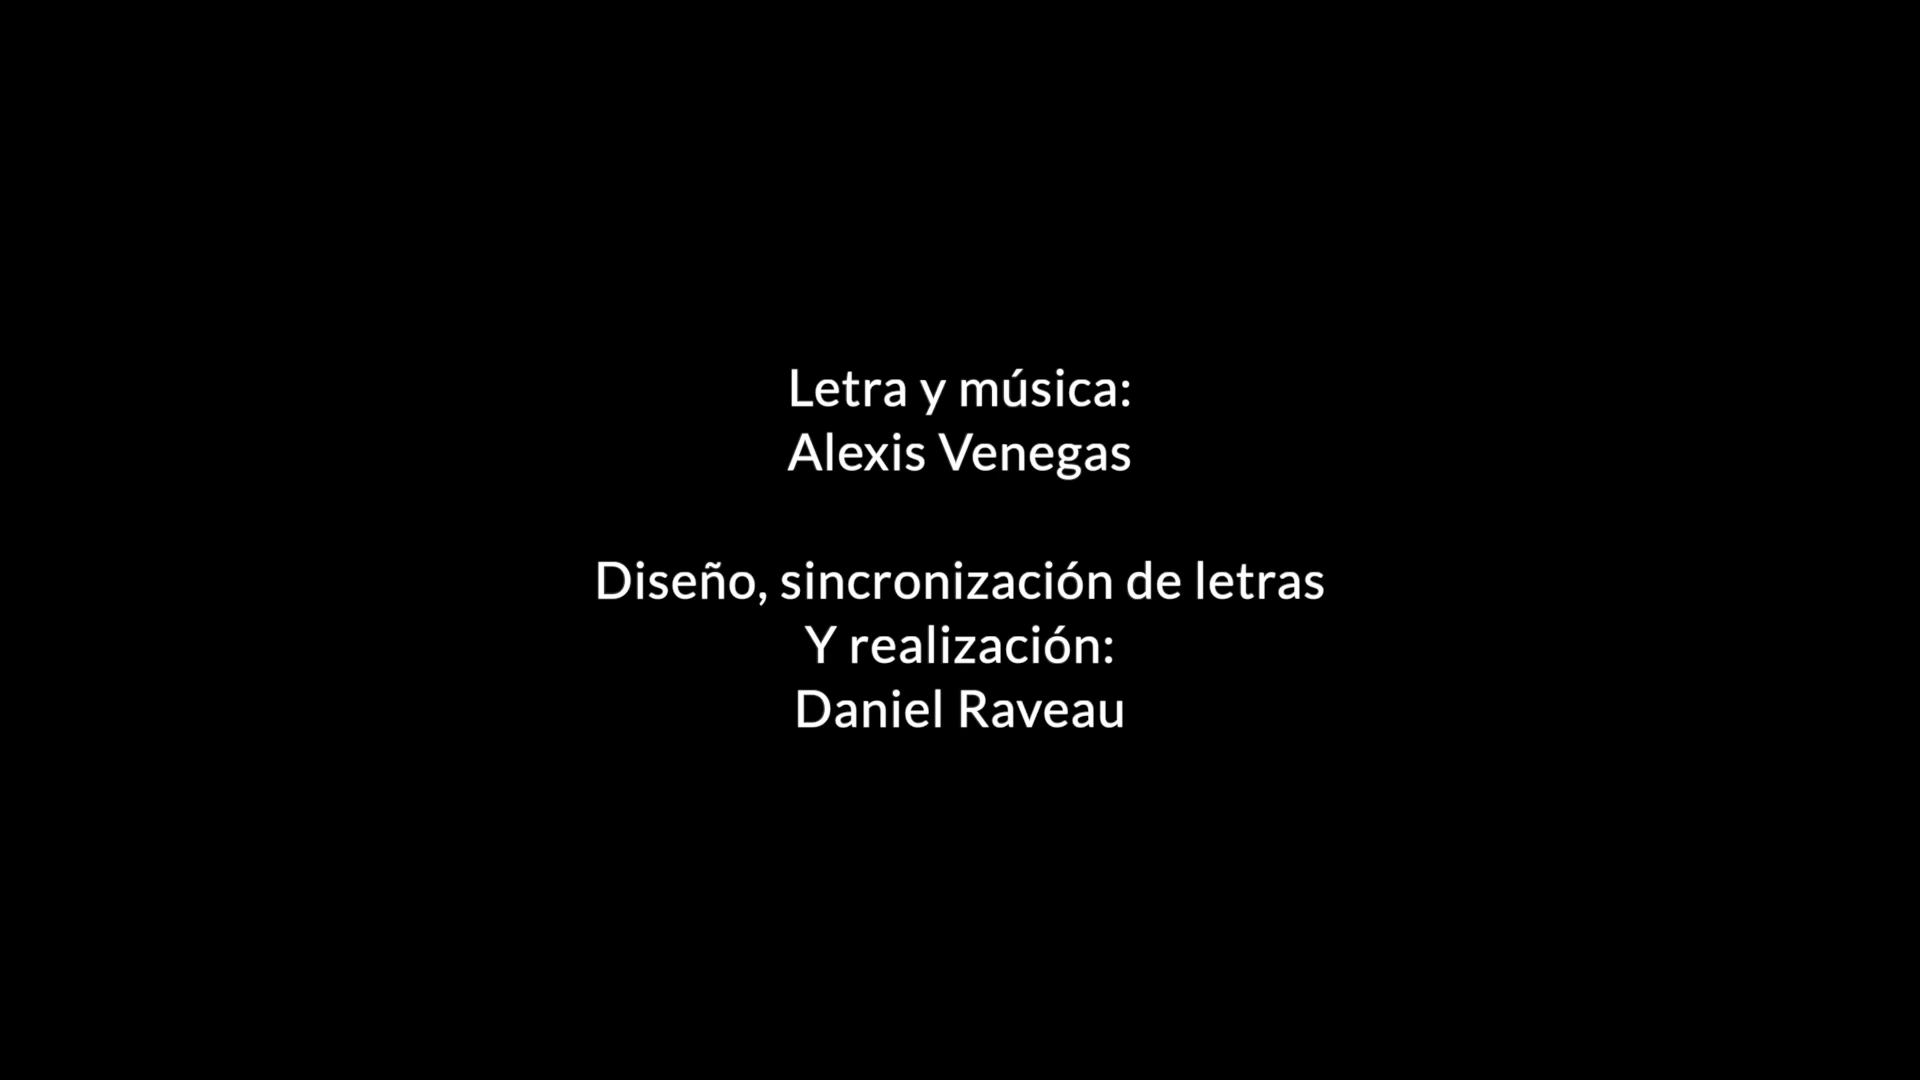 Letra y música:
Alexis Venegas
Diseño, sincronización de letras
Y realización:
Daniel Raveau